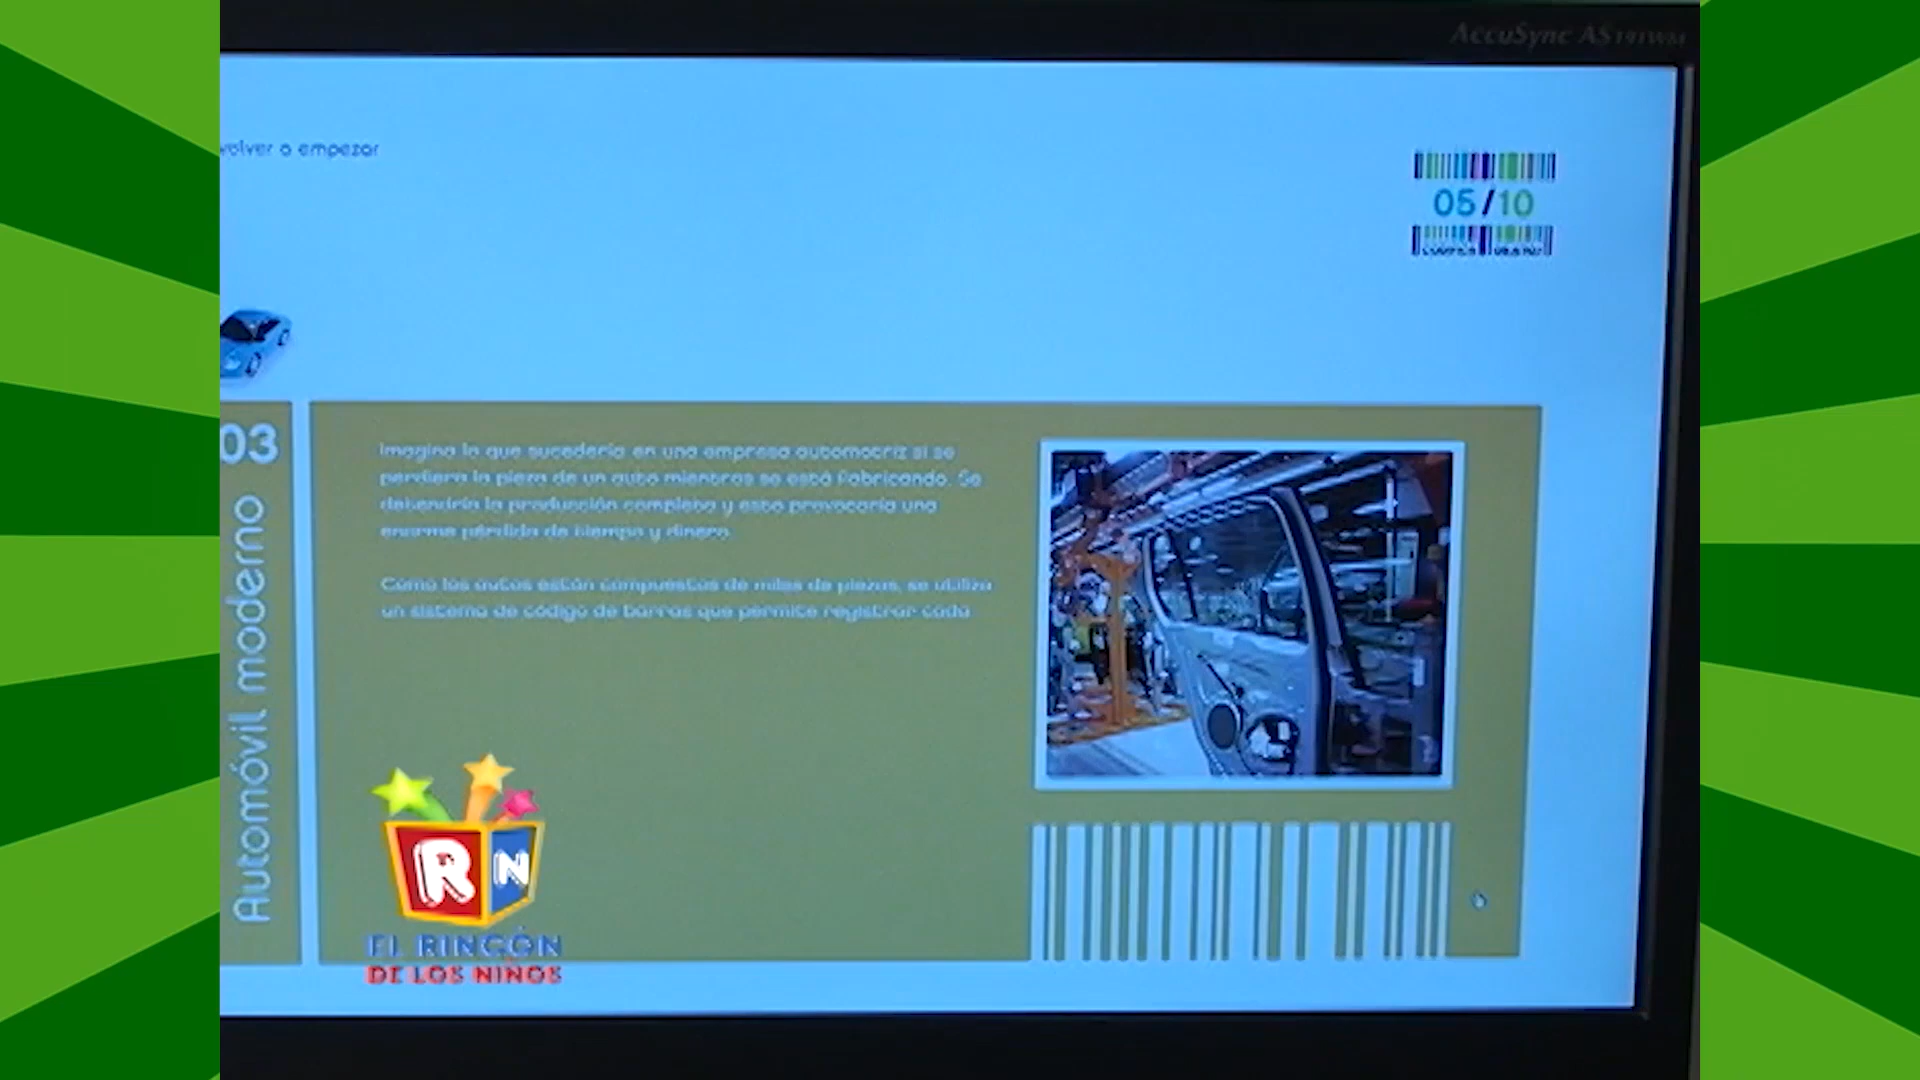 AccuSync AS191WM
volver a empezar
05/10
03
Automóvil moderno
Imagina lo que sucedería en una empresa automotriz si se
perdiera la pieza de un auto mientras se está fabricando. Se
detendría la producción completa y esto provocaría una
enorme pérdida de tiempo y dinero.
Como los autos están compuestos de miles de piezas, se utiliza
un sistema de código de barras que permite registrar cada
R N
EL RINCÓN
DE LOS NIÑOS